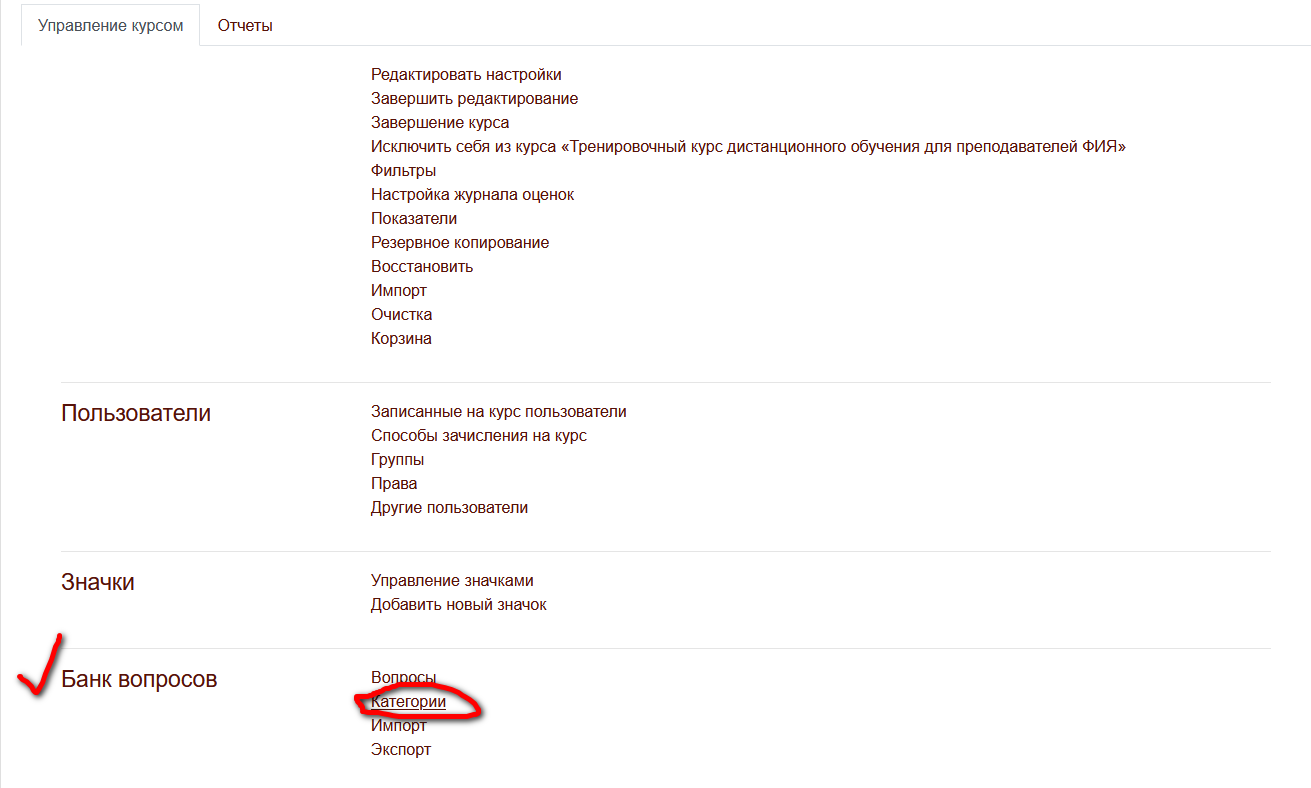 Управление курсом Отчеты
Редактировать настройки
Завершить редактирование
Завершение курса
Исключить себя из курса «Тренировочный курс дистанционного обучения для преподавателей ФИЯ»
Фильтры
Настройка журнала оценок
Показатели
Резервное копирование
Восстановить
Импорт
Очистка
Корзина
Пользователи
Записанные на курс пользователи
Способы зачисления на курс
Группы
Права
Другие пользователи
Значки
Управление значками
Добавить новый значок
Банк вопросов
Вопросы
Категории
Импорт
Экспорт